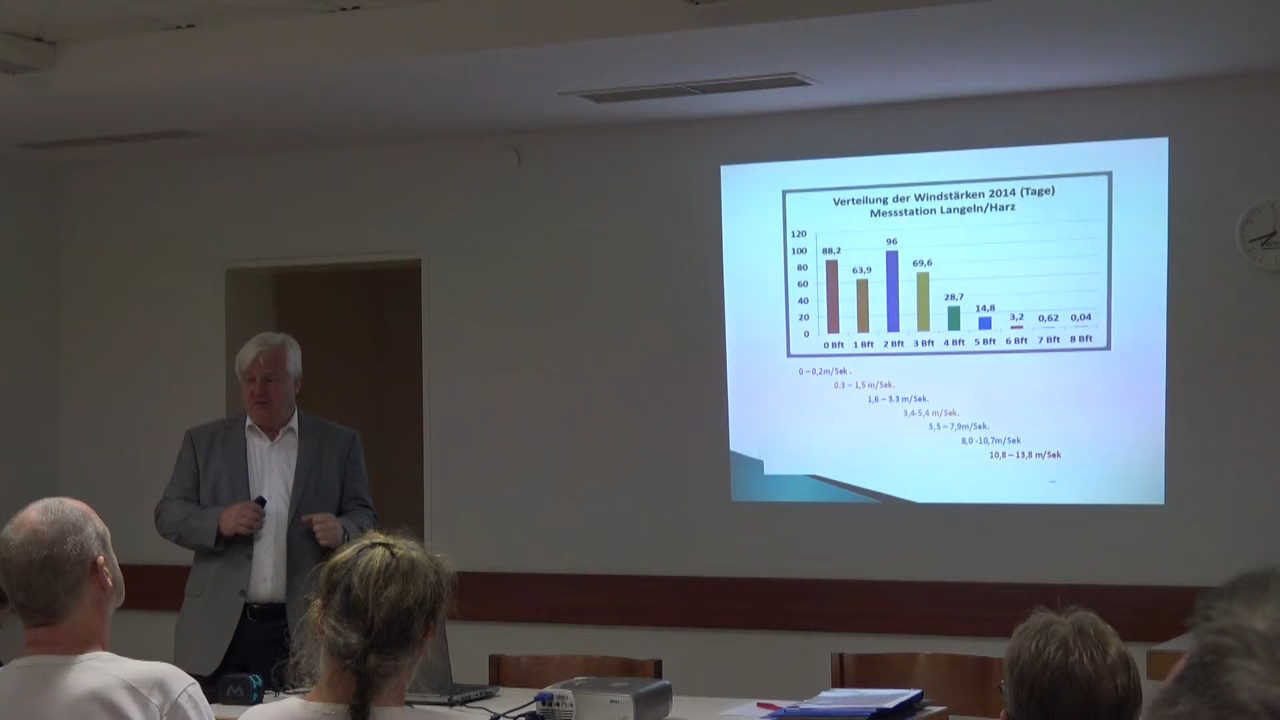 Verteilung der Windstärken 2014 (Tage)
Messstation Langeln/Harz
120
100
80
60
40
20
0
88,2
63,9
96
69,6
28,7
14,8
3,2
0,62
0,04
0 Bft 1 Bft 2 Bft 3 Bft 4 Bft 5 Bft 6 Bft 7 Bft 8 Bft
0 – 0,2m/Sek .
0.3 – 1,5 m/Sek.
1,6 – 3.3 m/Sek.
3,4-5,4 m/Sek.
5,5 – 7,9m/Sek.
8,0 -10,7m/Sek
10,8 – 13,8 m/Sek